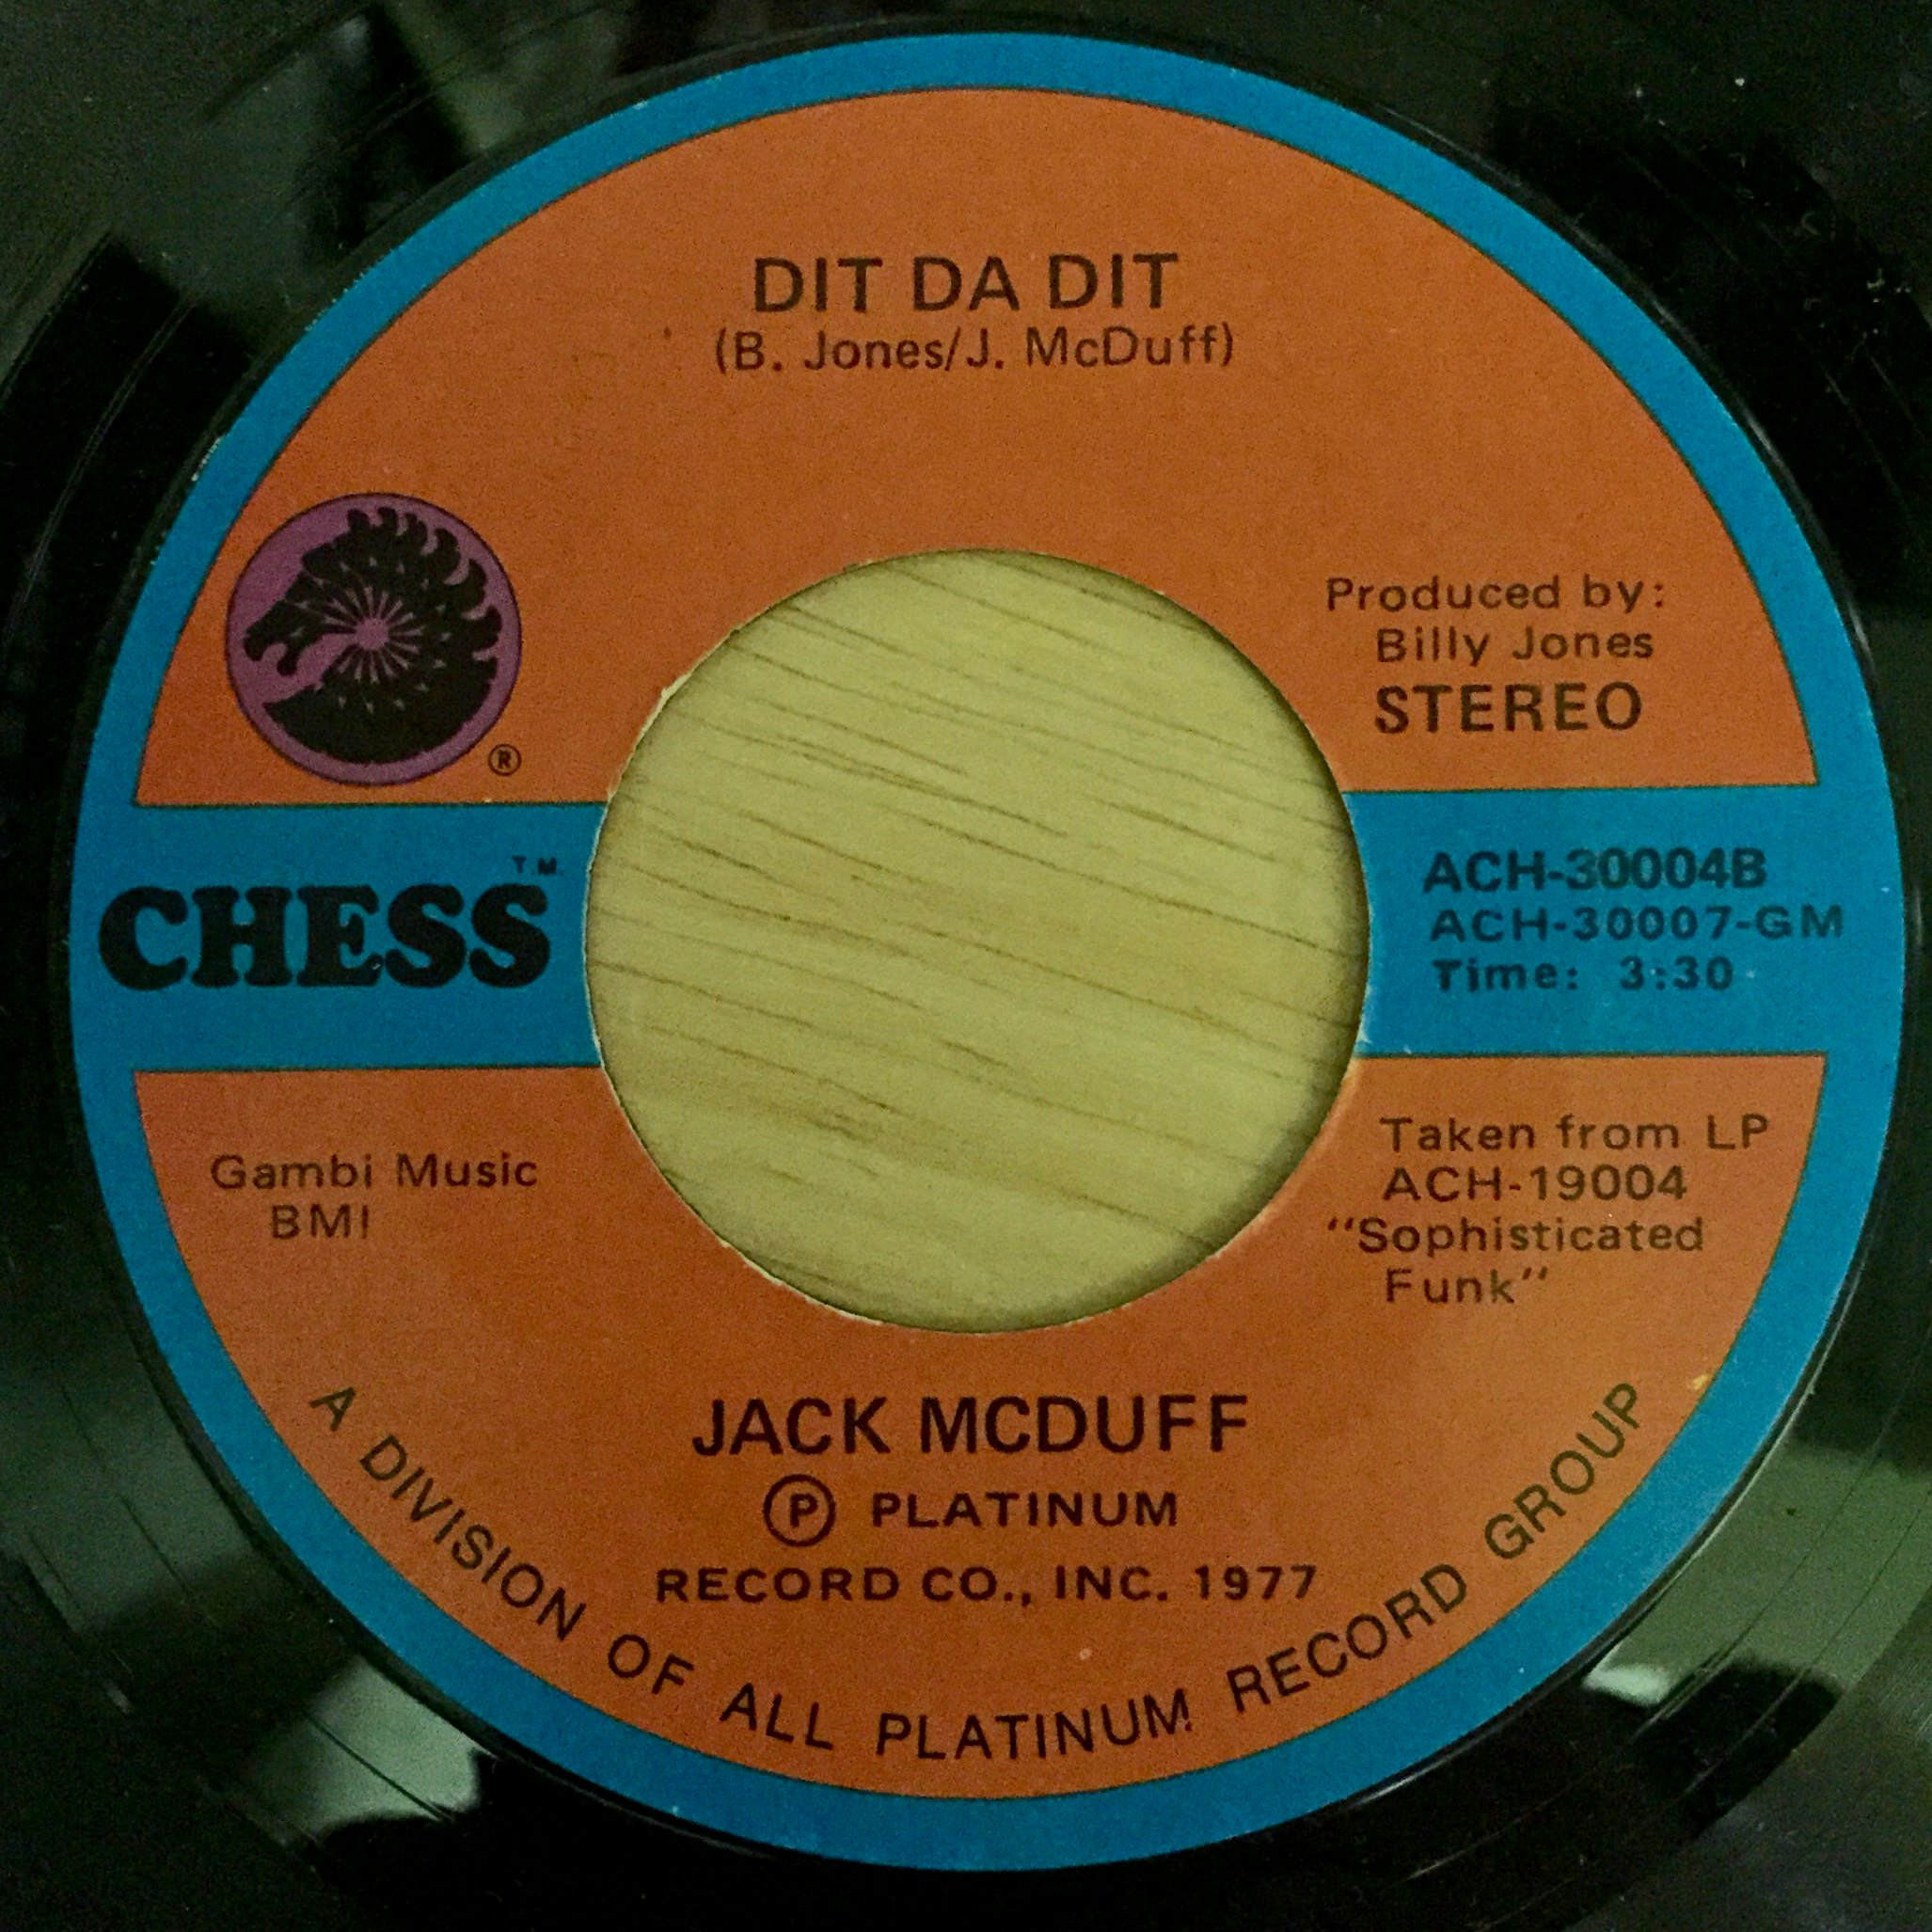 DIT DA DIT
(B. Jones/J. McDuff)
Produced by:
Billy Jones
STEREO
®
T.M.
CHESS
ACH-30004B
ACH-30007-GM
Time: 3:30
Gambi Music
BMI
Taken from LP
ACH-19004
"Sophisticated
Funk"
JACK MCDUFF
Ⓟ PLATINUM
RECORD CO., INC. 1977
A DIVISION OF ALL PLATINUM RECORD GROUP